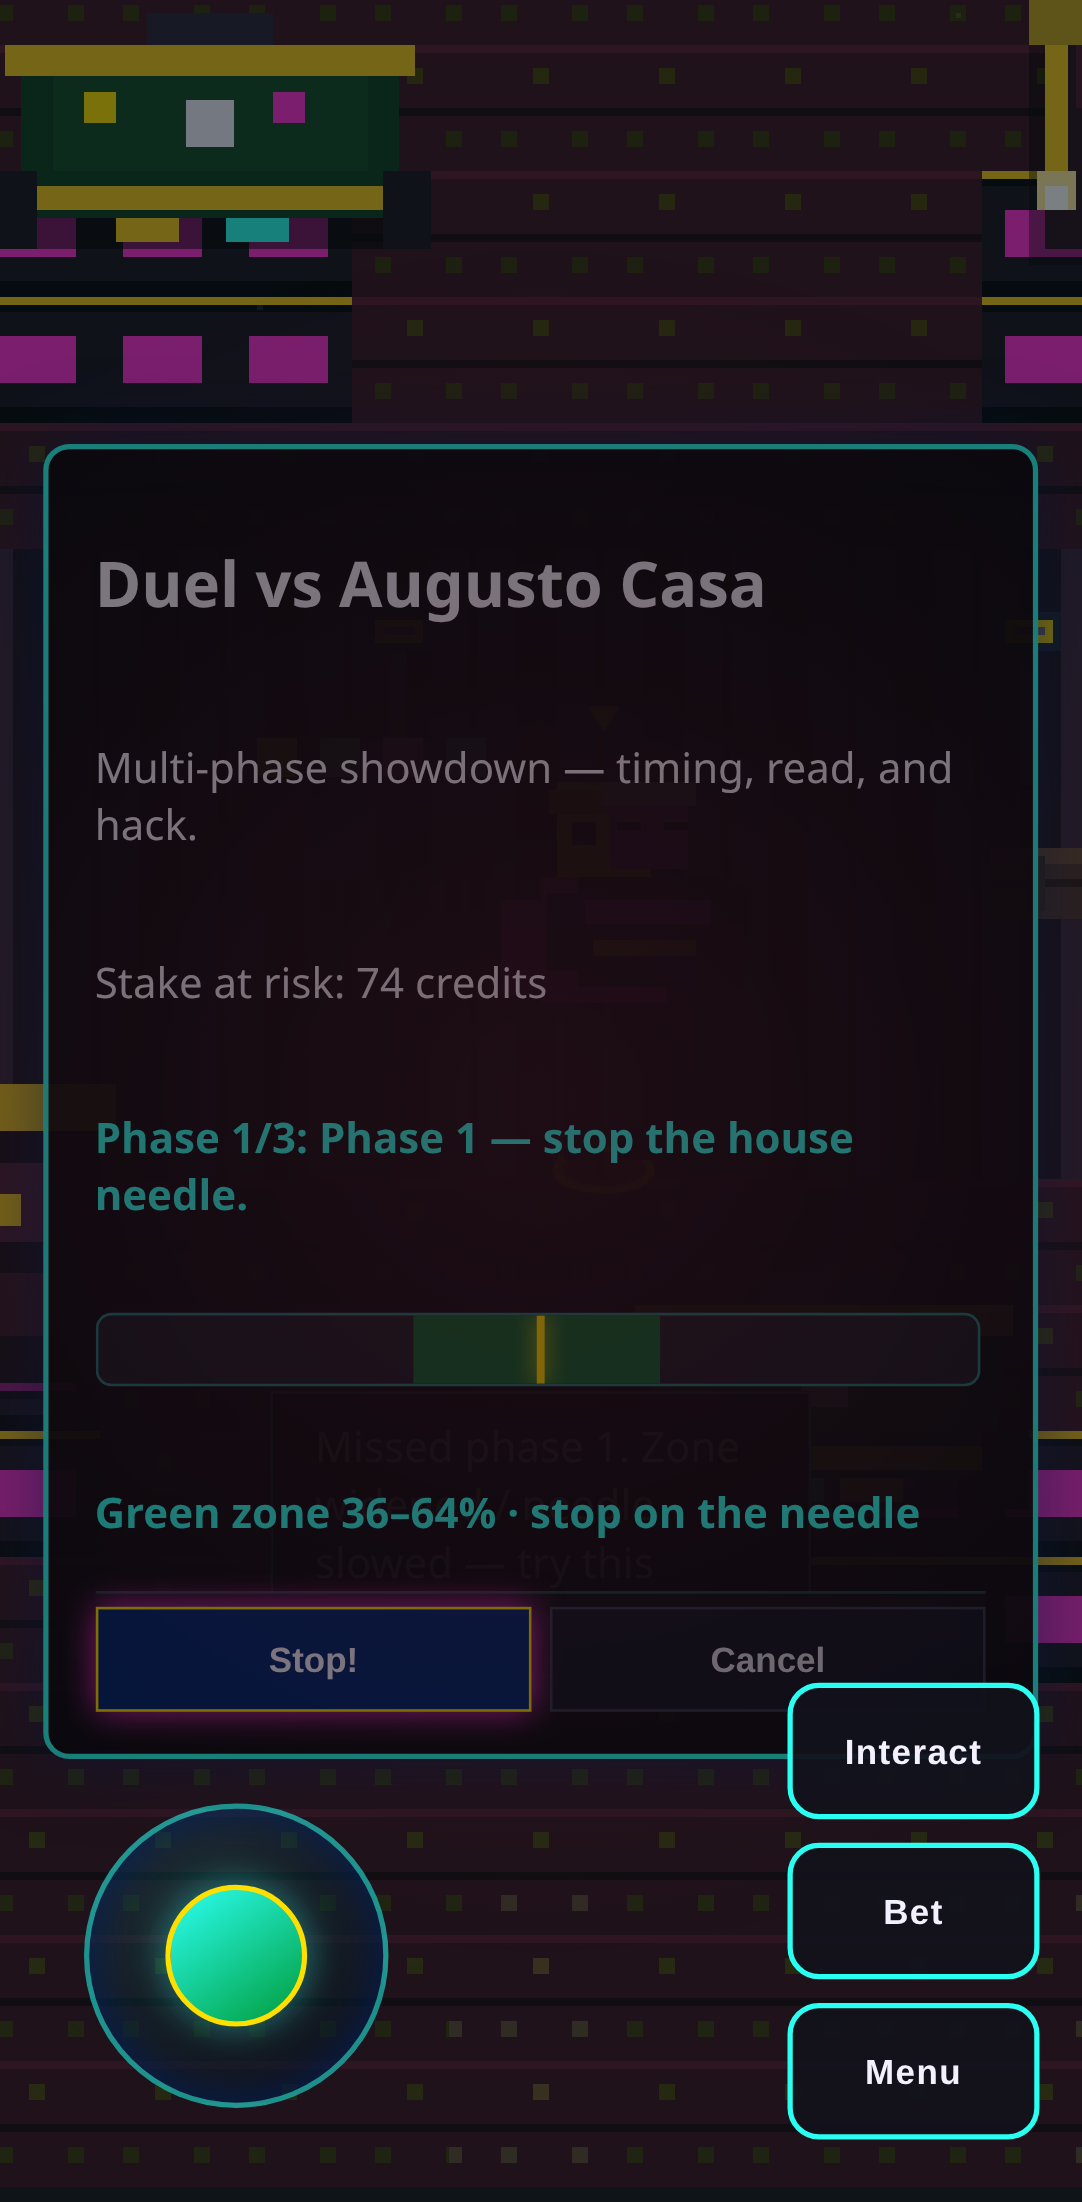 Duel vs Augusto Casa
Multi-phase showdown — timing, read, and
hack.
Stake at risk: 74 credits
Phase 1/3: Phase 1 — stop the house
needle.
Missed phase 1. Zone
Green zone 36–64% · stop on the needle
slowed — try this
Stop!
Cancel
Interact
Bet
Menu